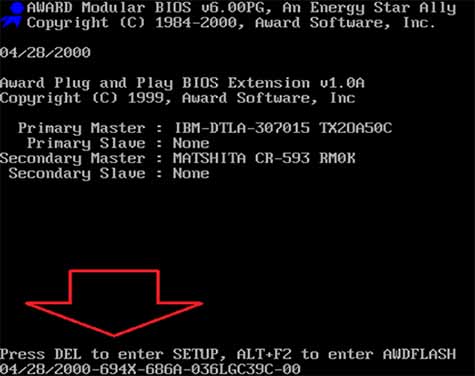 AWARD Modular BIOS v6.00PG, An Energy Star Ally
Copyright (C) 1984-2000, Award Software, Inc.
04/28/2000
Award Plug and Play BIOS Extension v1.0A
Copyright (C) 1999, Award Software, Inc
Primary Master : IBM-DTLA-307015 TX2OA50C
Primary Slave : None
Secondary Master : MATSHITA CR-593 RM0K
Secondary Slave : None
Press DEL to enter SETUP, ALT+F2 to enter AWDFLASH
04/28/2000-694X-686A-036LGC39C-00